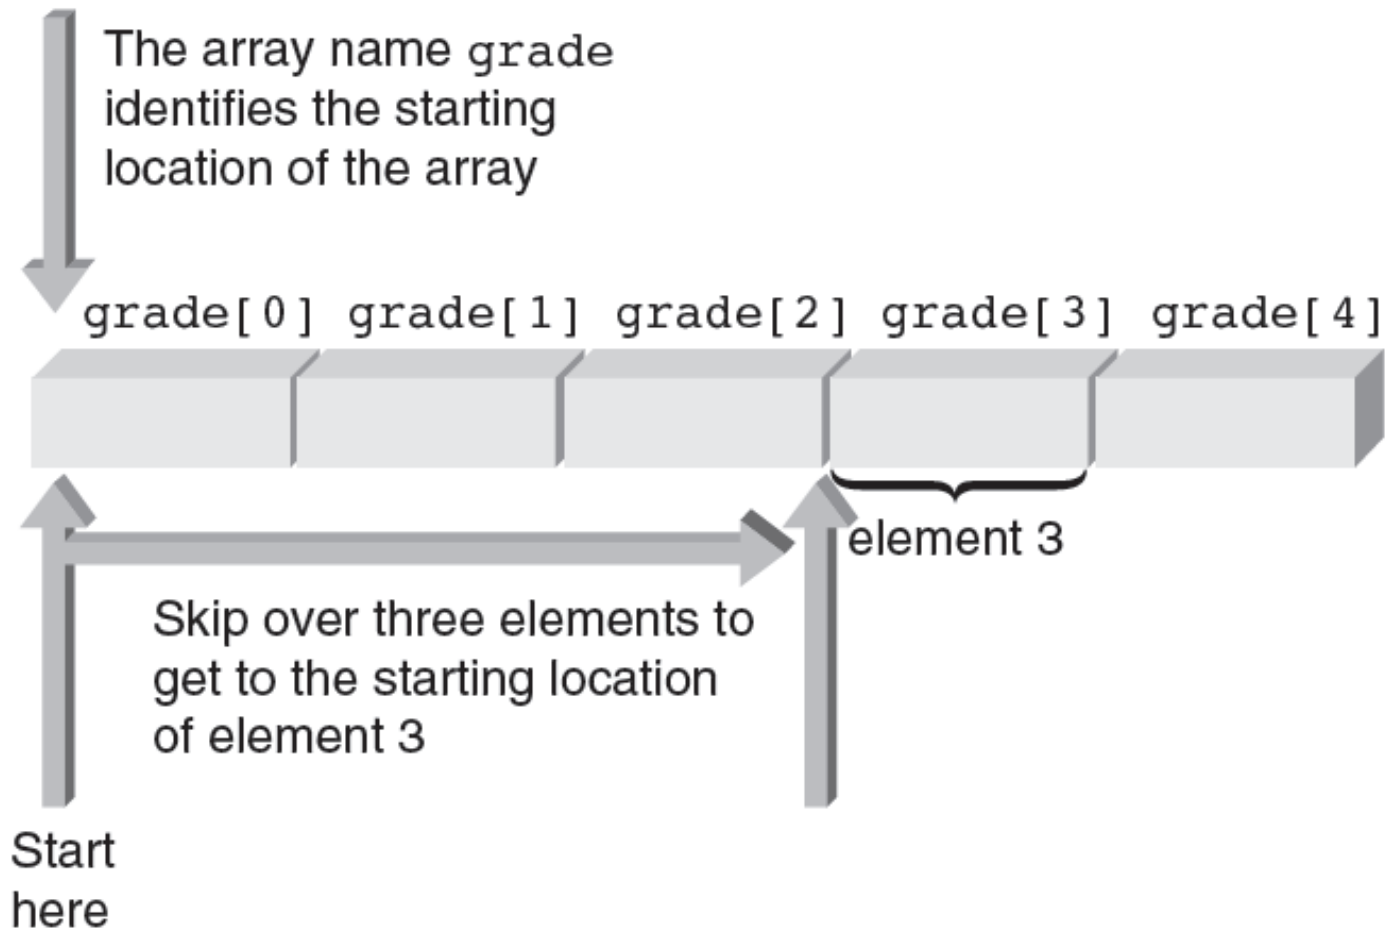 The array name grade
identifies the starting
location of the array
grade[0] grade[1] grade[2] grade[3] grade[4]
element 3
Skip over three elements to
get to the starting location
of element 3
Start
here